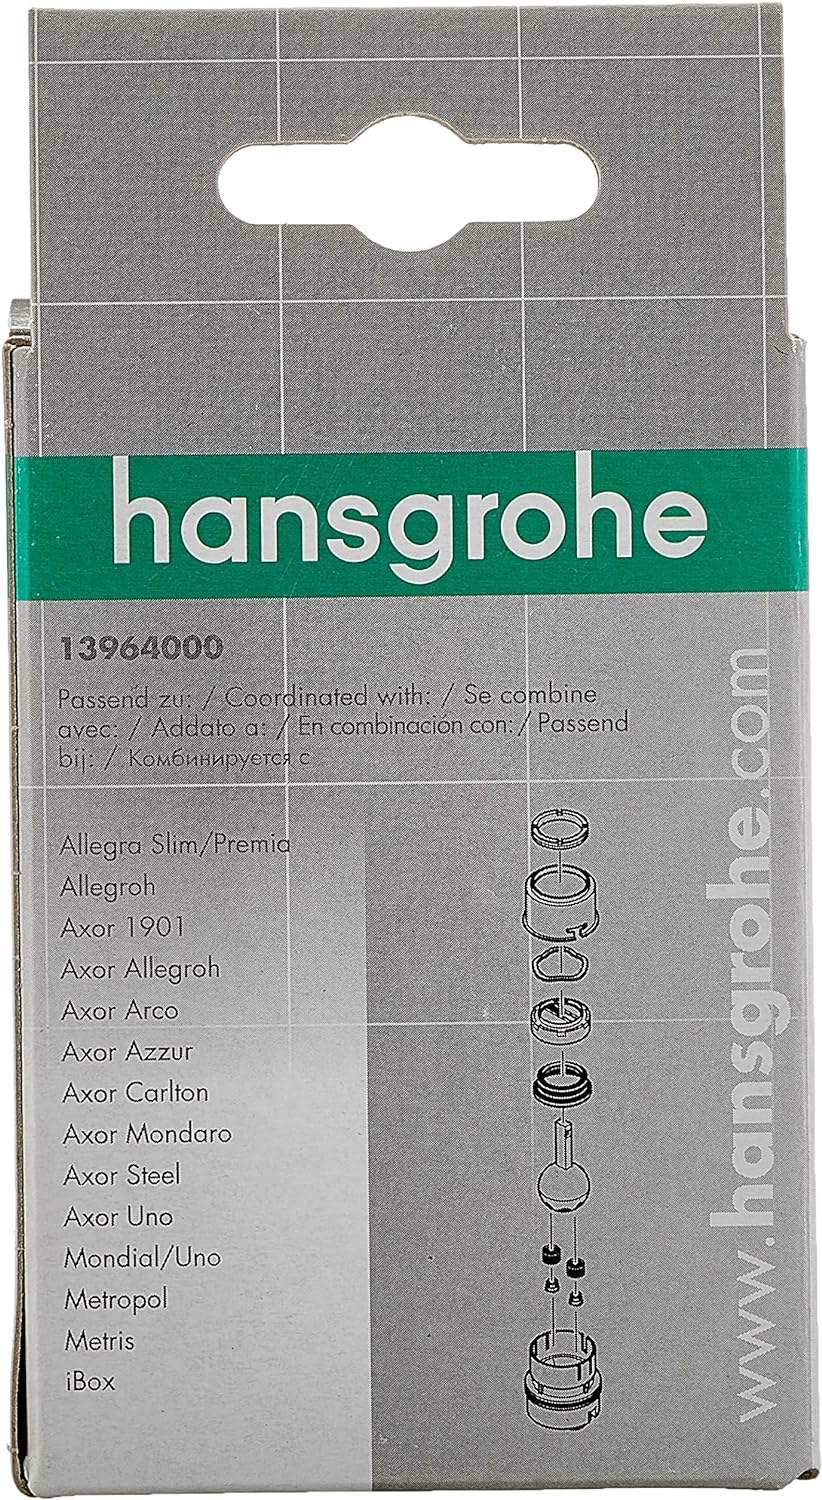 hansgrohe
13964000
Passend zu: / Coordinated with: / Se combine
avec: / Addato a: / En combinación con: / Passend
bij: / Комбинируется с
Allegra Slim/Premia
Allegroh
Axor 1901
Axor Allegroh
Axor Arco
Axor Azzur
Axor Carlton
Axor Mondaro
Axor Steel
Axor Uno
Mondial/Uno
Metropol
Metris
iBox
www.hansgrohe.com